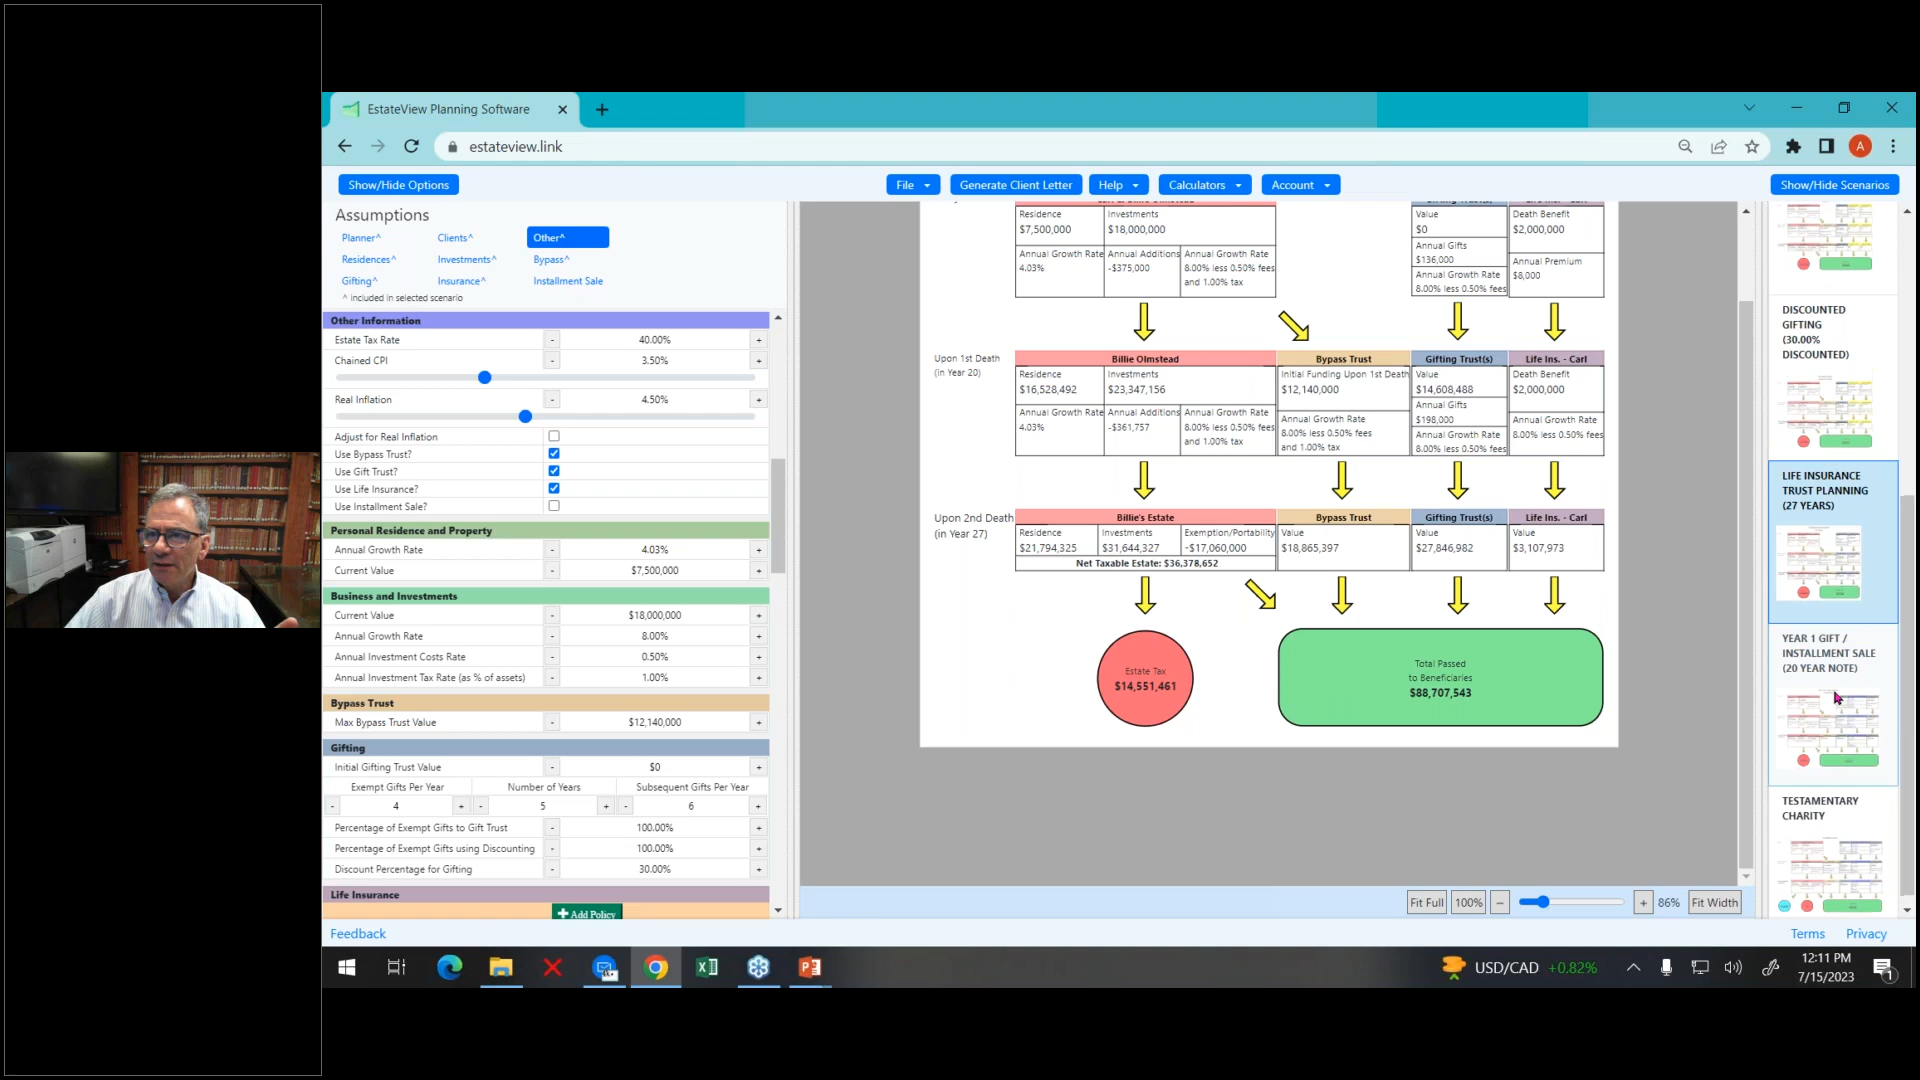 EstateView Planning Software
estateview.link
A
Show/Hide Options
File
Generate Client Letter
Help
Calculators
Account
Show/Hide Scenarios
Assumptions
Planner^ Clients^ Other^
Residences^ Investments^ Bypass^
Gifting^ Insurance^ Installment Sale
^ included in selected scenario
Other Information
Estate Tax Rate - 40.00% +
Chained CPI - 3.50% +
Real Inflation - 4.50% +
Adjust for Real Inflation
Use Bypass Trust?
Use Gift Trust?
Use Life Insurance?
Use Installment Sale?
Personal Residence and Property
Annual Growth Rate - 4.03% +
Current Value - $7,500,000 +
Business and Investments
Current Value - $18,000,000 +
Annual Growth Rate - 8.00% +
Annual Investment Costs Rate - 0.50% +
Annual Investment Tax Rate (as % of assets) - 1.00% +
Bypass Trust
Max Bypass Trust Value - $12,140,000 +
Gifting
Initial Gifting Trust Value - $0 +
Exempt Gifts Per Year Number of Years Subsequent Gifts Per Year
- 4 + - 5 + - 6 +
Percentage of Exempt Gifts to Gift Trust - 100.00% +
Percentage of Exempt Gifts using Discounting - 100.00% +
Discount Percentage for Gifting - 30.00% +
Life Insurance
Add Policy
Residence
$7,500,000
Investments
$18,000,000
Annual Growth Rate
4.03%
Annual Additions
-$375,000
Annual Growth Rate
8.00% less 0.50% fees
and 1.00% tax
Value
$0
Annual Gifts
$136,000
Annual Growth Rate
8.00% less 0.50% fees
Death Benefit
$2,000,000
Annual Premium
$8,000
Upon 1st Death
(in Year 20)
Billie Olmstead
Residence
$16,528,492
Investments
$23,347,156
Annual Growth Rate
4.03%
Annual Additions
-$361,757
Annual Growth Rate
8.00% less 0.50% fees
and 1.00% tax
Bypass Trust
Initial Funding Upon 1st Death
$12,140,000
Annual Growth Rate
8.00% less 0.50% fees
and 1.00% tax
Gifting Trust(s)
Value
$14,608,488
Annual Gifts
$198,000
Annual Growth Rate
8.00% less 0.50% fees
Life Ins. - Carl
Death Benefit
$2,000,000
Annual Growth Rate
8.00% less 0.50% fees
Upon 2nd Death
(in Year 27)
Billie's Estate
Residence
$21,794,325
Investments
$31,644,327
Exemption/Portability
-$17,060,000
Net Taxable Estate: $36,378,652
Bypass Trust
Value
$18,865,397
Gifting Trust(s)
Value
$27,846,982
Life Ins. - Carl
Value
$3,107,973
Estate Tax
$14,551,461
Total Passed
to Beneficiaries
$88,707,543
Fit Full 100% − + 86% Fit Width
DISCOUNTED
GIFTING
(30.00%
DISCOUNTED)
LIFE INSURANCE
TRUST PLANNING
(27 YEARS)
YEAR 1 GIFT /
INSTALLMENT SALE
(20 YEAR NOTE)
TESTAMENTARY
CHARITY
Feedback
Terms
Privacy
USD/CAD +0.82%
12:11 PM
7/15/2023
1